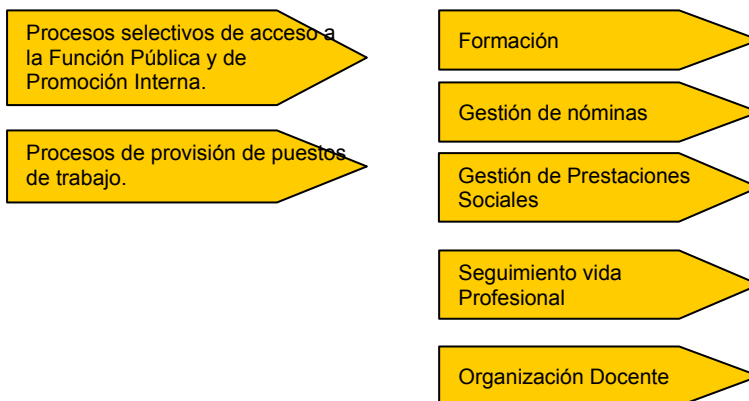 Procesos selectivos de acceso a
la Función Pública y de
Promoción Interna.
Procesos de provisión de puestos
de trabajo.
Formación
Gestión de nóminas
Gestión de Prestaciones
Sociales
Seguimiento vida
Profesional
Organización Docente